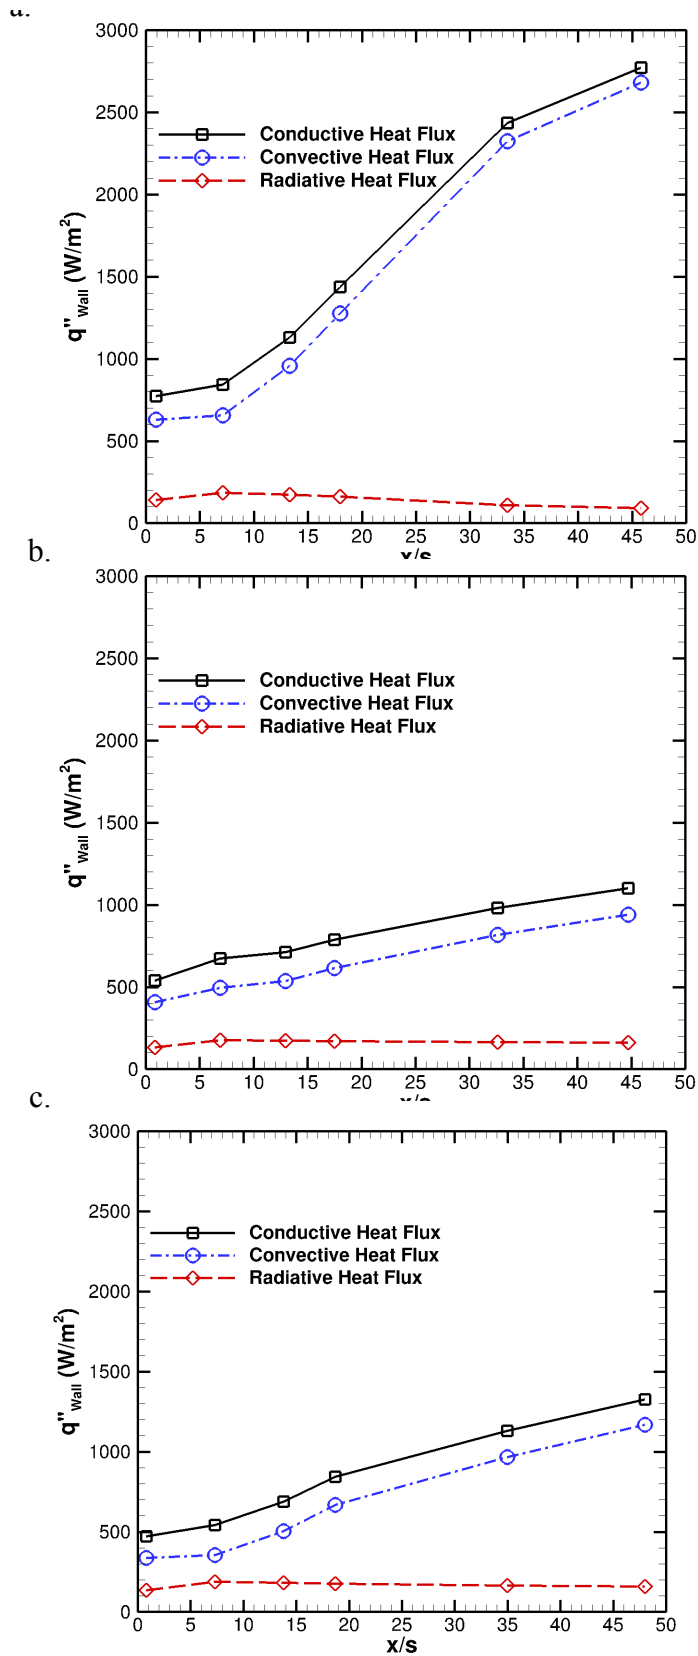 a.
3000
2500
2000
1500
1000
500
0
q"Wall (W/m²)
Conductive Heat Flux
Convective Heat Flux
Radiative Heat Flux
0 5 10 15 20 25 30 35 40 45 50
x/s
b.
3000
2500
2000
1500
1000
500
0
q"Wall (W/m²)
Conductive Heat Flux
Convective Heat Flux
Radiative Heat Flux
0 5 10 15 20 25 30 35 40 45 50
x/s
c.
3000
2500
2000
1500
1000
500
0
q"Wall (W/m²)
Conductive Heat Flux
Convective Heat Flux
Radiative Heat Flux
0 5 10 15 20 25 30 35 40 45 50
x/s